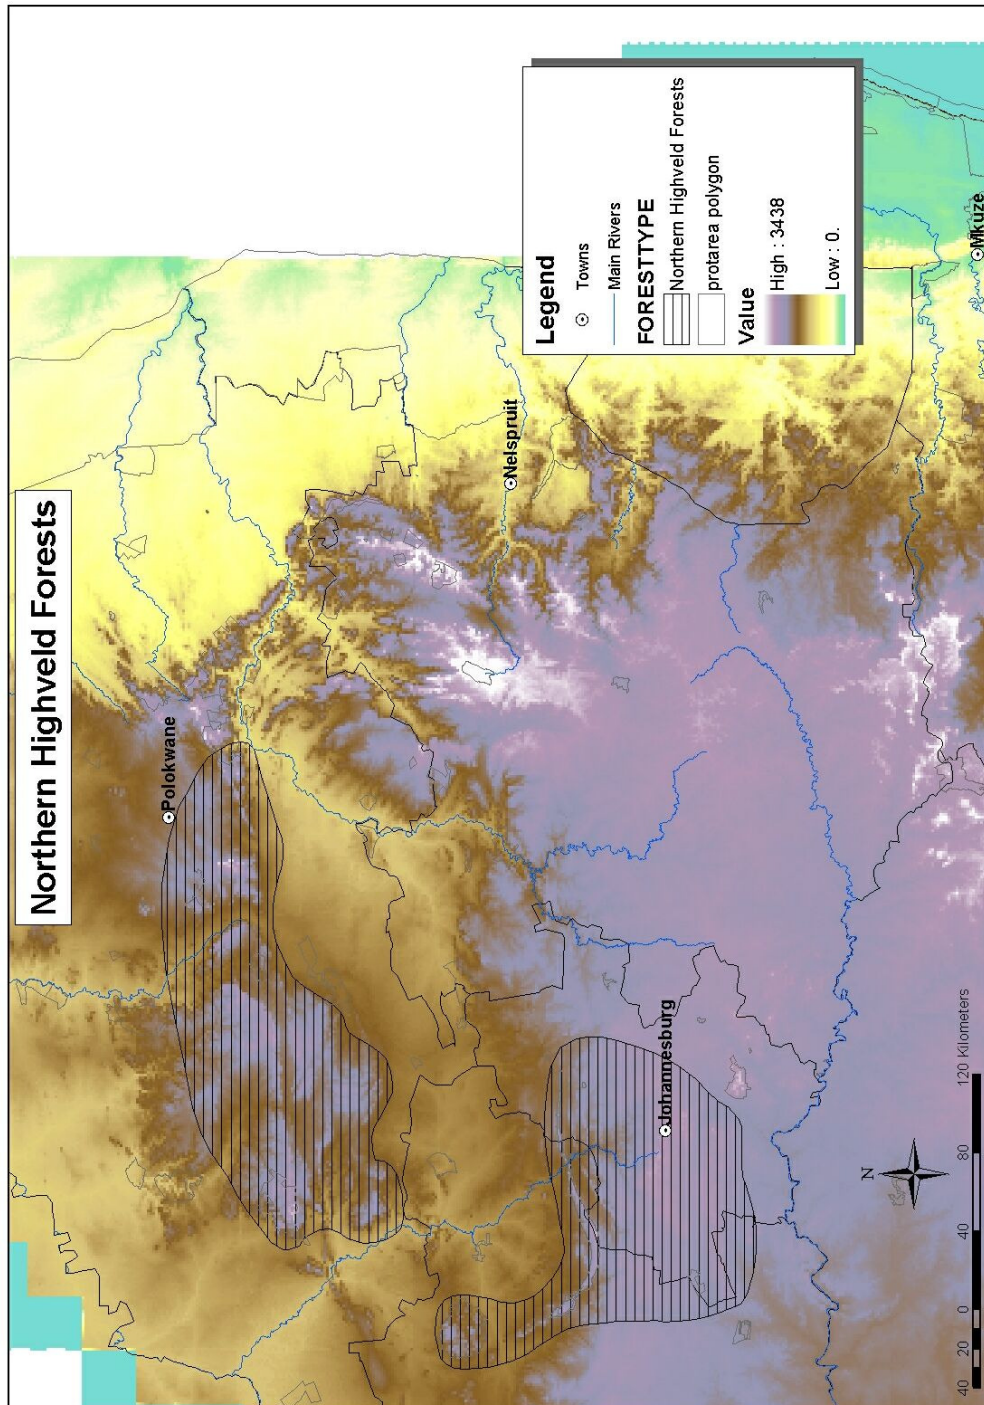 Northern Highveld Forests
Polokwane
Nelspruit
Johannesburg
Mkuze
Legend
Towns
Main Rivers
FORESTTYPE
Northern Highveld Forests
protarea polygon
Value
High : 3438
Low : 0.
N
40 20 0 40 80 120 Kilometers